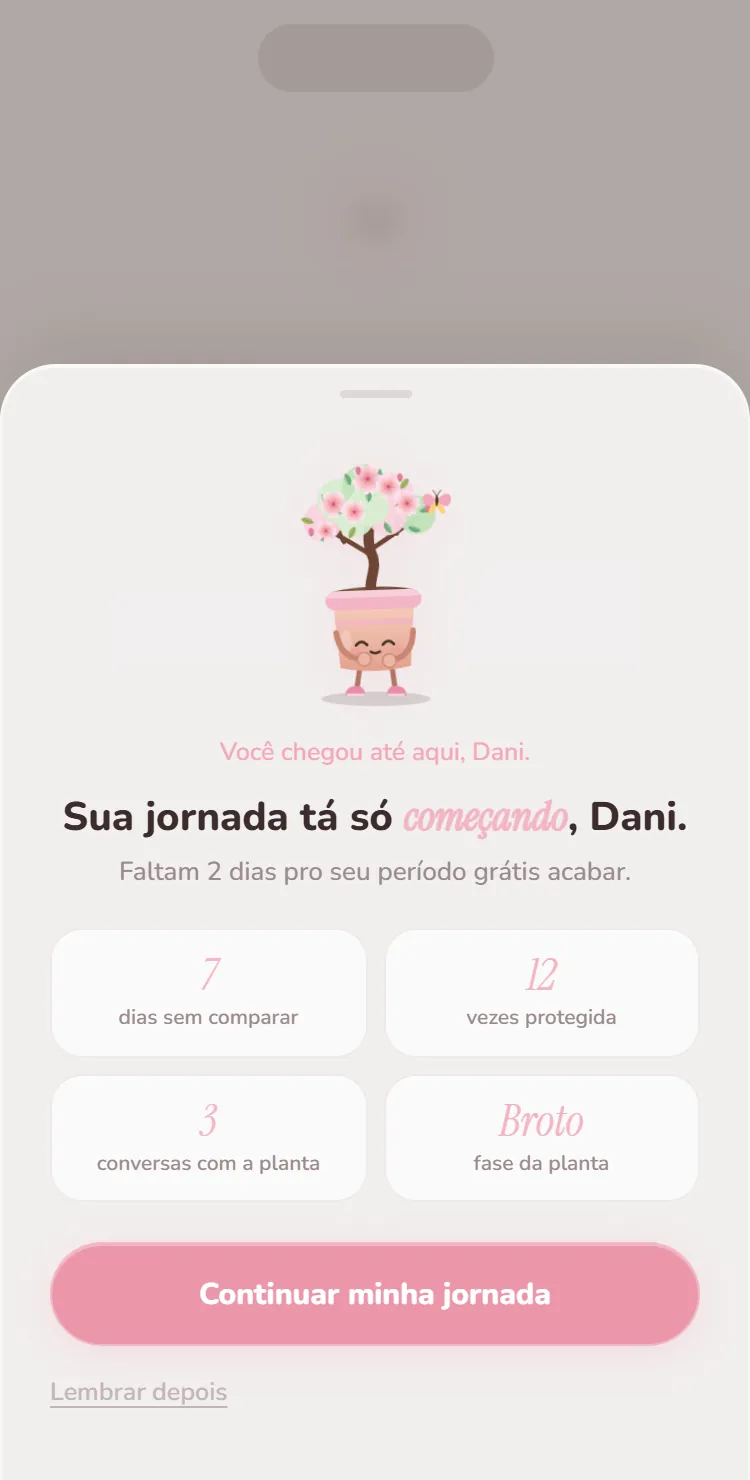 Você chegou até aqui, Dani.
Sua jornada tá só começando, Dani.
Faltam 2 dias pro seu período grátis acabar.
7
dias sem comparar
12
vezes protegida
3
conversas com a planta
Broto
fase da planta
Continuar minha jornada
Lembrar depois